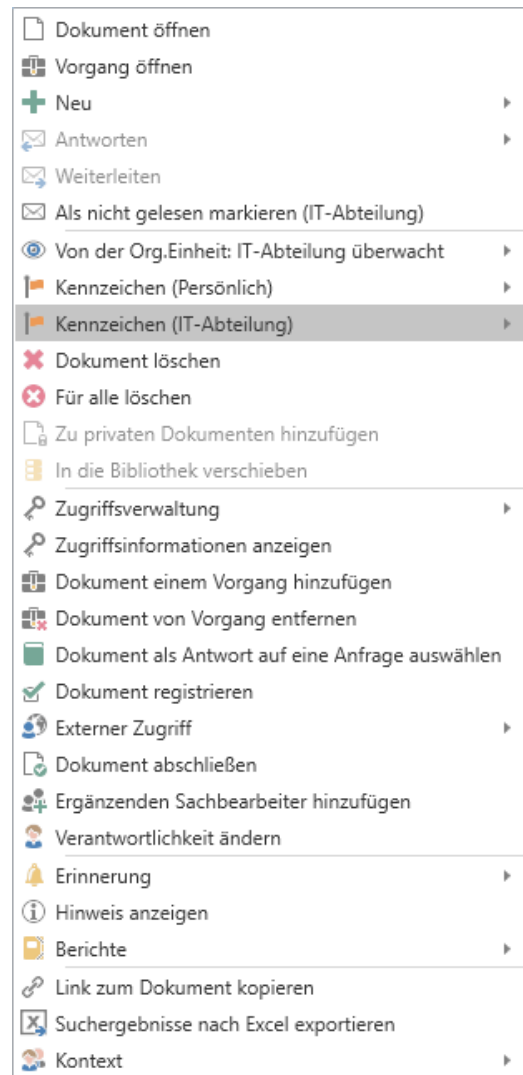 Dokument öffnen
Vorgang öffnen
Neu
Antworten
Weiterleiten
Als nicht gelesen markieren (IT-Abteilung)
Von der Org.Einheit: IT-Abteilung überwacht
Kennzeichen (Persönlich)
Kennzeichen (IT-Abteilung)
Dokument löschen
Für alle löschen
Zu privaten Dokumenten hinzufügen
In die Bibliothek verschieben
Zugriffsverwaltung
Zugriffsinformationen anzeigen
Dokument einem Vorgang hinzufügen
Dokument von Vorgang entfernen
Dokument als Antwort auf eine Anfrage auswählen
Dokument registrieren
Externer Zugriff
Dokument abschließen
Ergänzenden Sachbearbeiter hinzufügen
Verantwortlichkeit ändern
Erinnerung
Hinweis anzeigen
Berichte
Link zum Dokument kopieren
Suchergebnisse nach Excel exportieren
Kontext